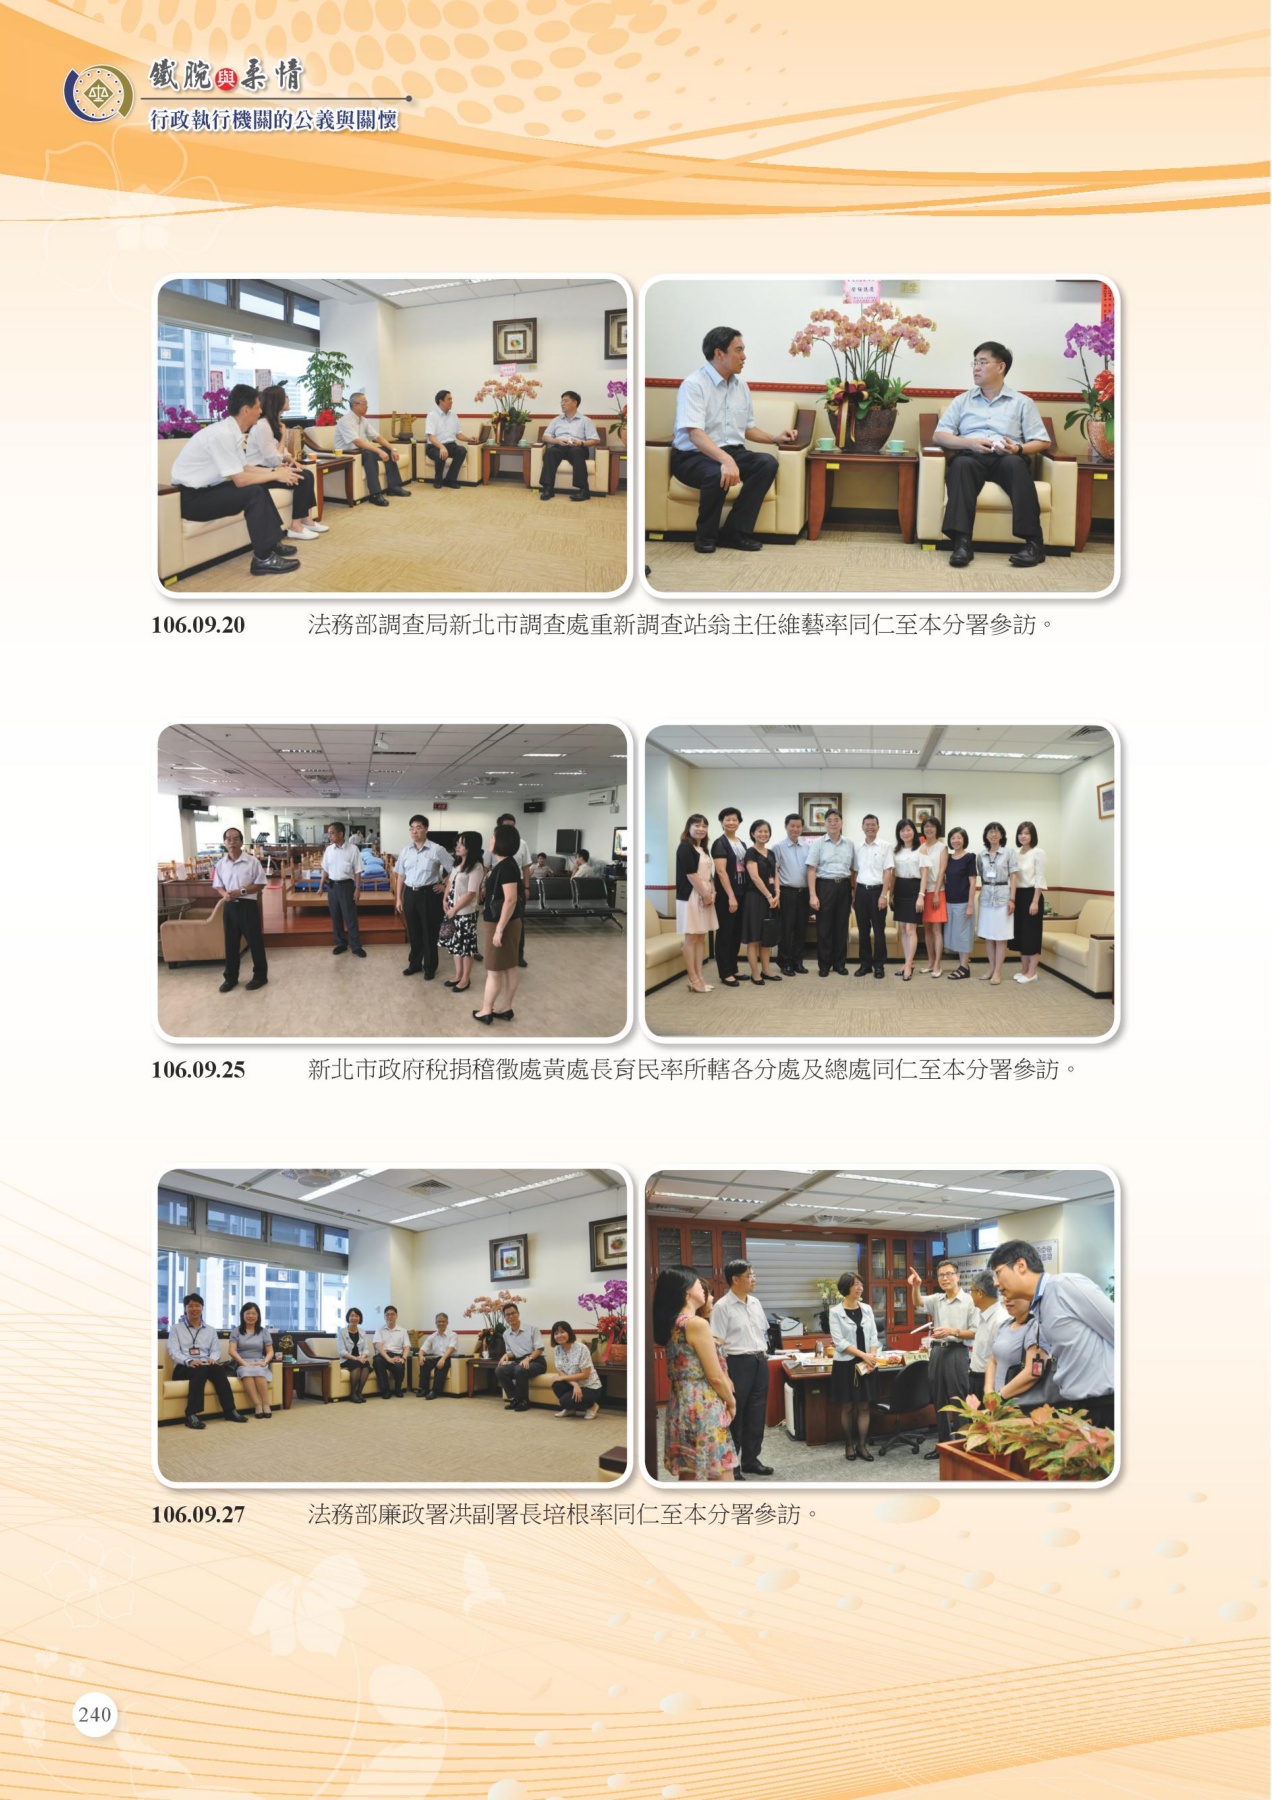 鐵腕與柔情
行政執行機關的公義與關懷
106.09.20 法務部調查局新北市調查處重新調查站翁主任維藝率同仁至本分署參訪。
106.09.25 新北市政府稅捐稽徵處黃處長育民率所轄各分處及總處同仁至本分署參訪。
106.09.27 法務部廉政署洪副署長培根率同仁至本分署參訪。
240